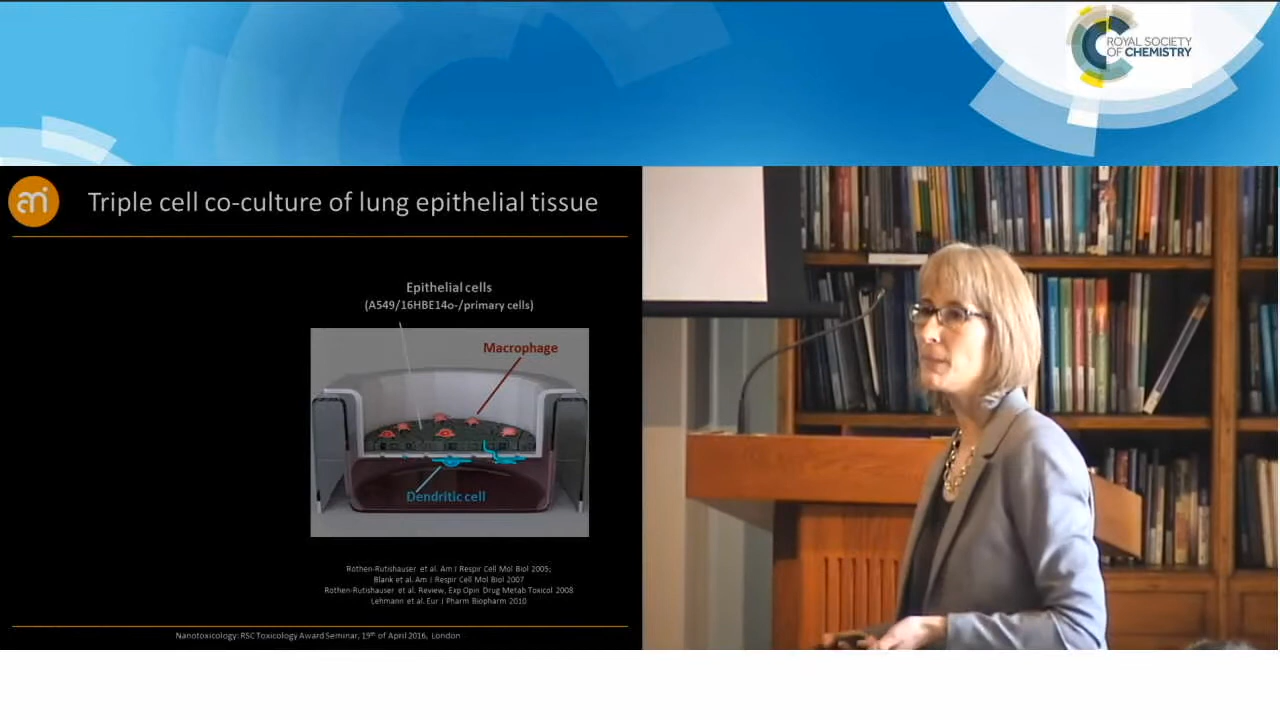 ROYAL SOCIETY
OF CHEMISTRY
ami
Triple cell co-culture of lung epithelial tissue
Epithelial cells
(A549/16HBE14o-/primary cells)
Macrophage
Dendritic cell
Rothen-Rutishauser et al. Am J Respir Cell Mol Biol 2005;
Blank et al. Am J Respir Cell Mol Biol 2007
Rothen-Rutishauser et al. Review, Exp Opin Drug Metab Toxicol 2008
Lehmann et al. Eur J Pharm Biopharm 2010
Nanotoxicology: RSC Toxicology Award Seminar, 19th of April 2016, London